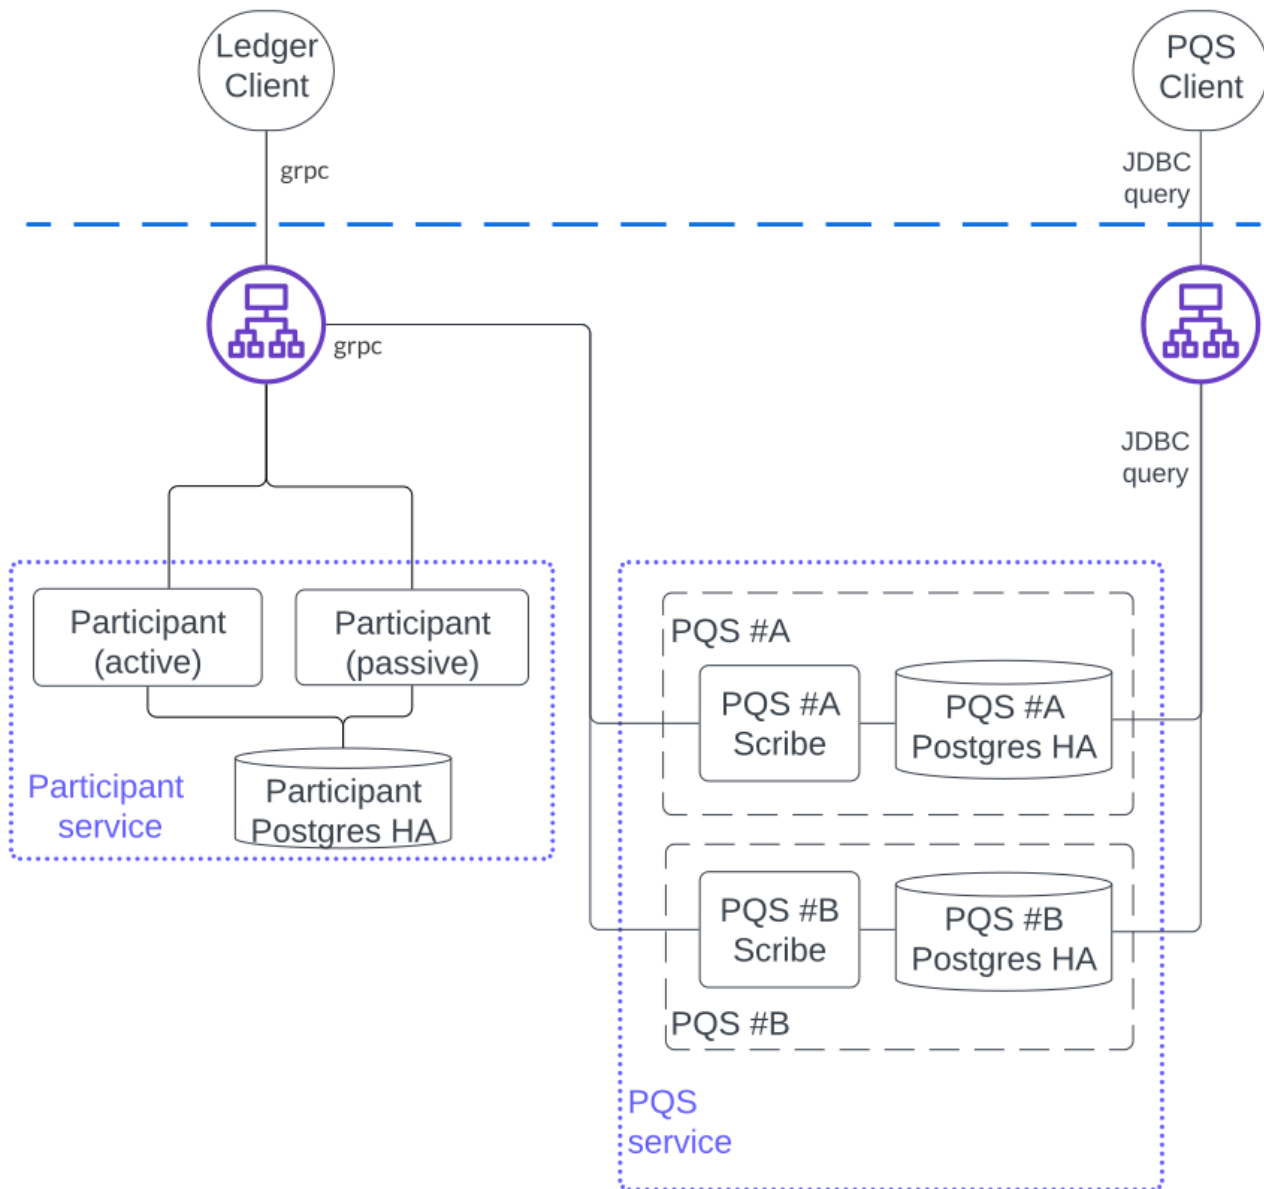 Ledger
Client
PQS
Client
grpc
JDBC
query
grpc
JDBC
query
Participant
(active)
Participant
(passive)
Participant
Postgres HA
Participant
service
PQS #A
PQS #A
Scribe
PQS #A
Postgres HA
PQS #B
Scribe
PQS #B
Postgres HA
PQS #B
PQS
service